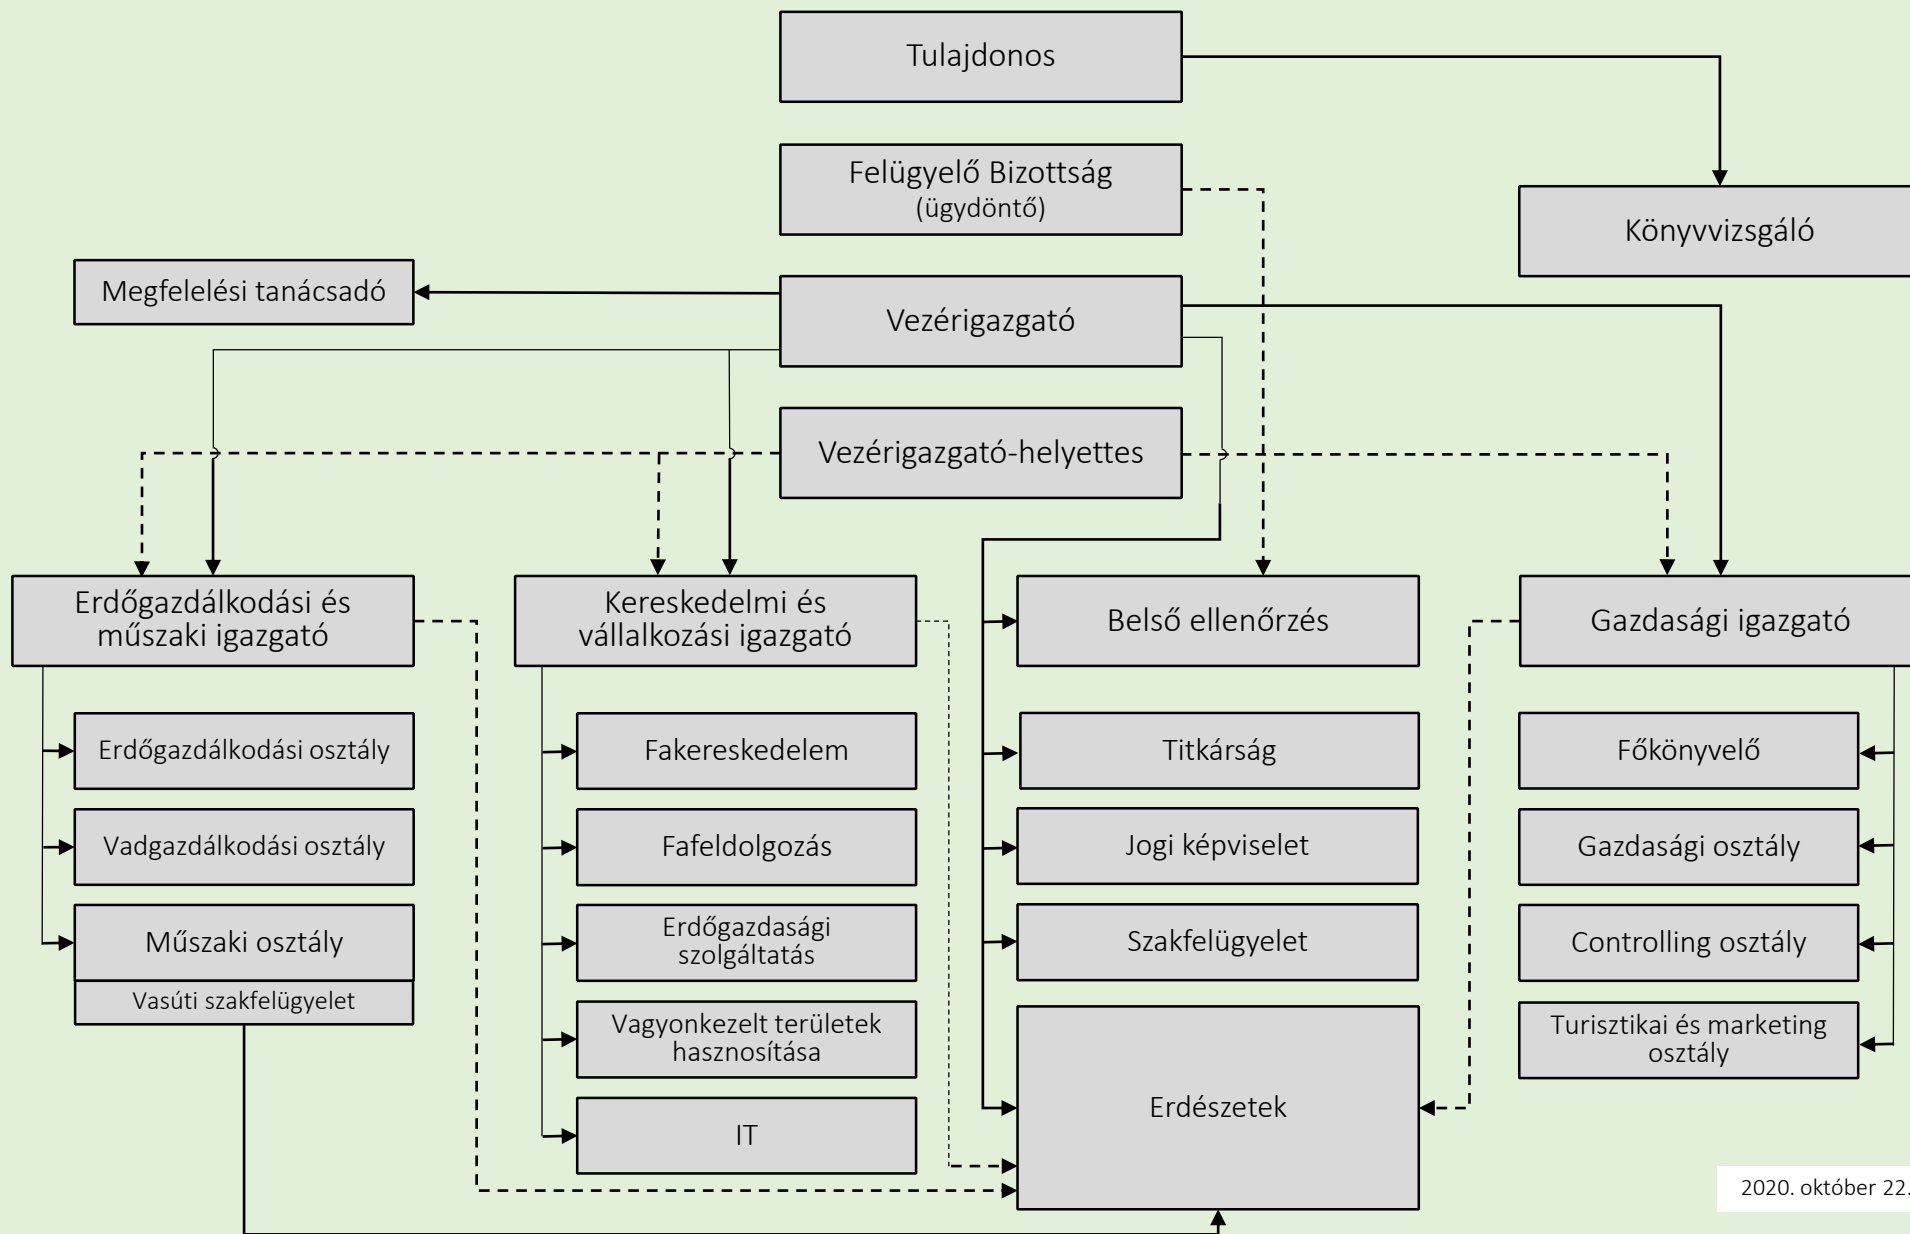 Tulajdonos
Felügyelő Bizottság
(ügydöntő)
Könyvvizsgáló
Megfelelési tanácsadó
Vezérigazgató
Vezérigazgató-helyettes
Erdőgazdálkodási és
műszaki igazgató
Kereskedelmi és
vállalkozási igazgató
Belső ellenőrzés
Gazdasági igazgató
Erdőgazdálkodási osztály
Fakereskedelem
Titkárság
Főkönyvelő
Vadgazdálkodási osztály
Fafeldolgozás
Jogi képviselet
Gazdasági osztály
Műszaki osztály
Erdőgazdasági
szolgáltatás
Szakfelügyelet
Controlling osztály
Vasúti szakfelügyelet
Vagyonkezelt területek
hasznosítása
Turisztikai és marketing
osztály
Erdészetek
IT
2020. október 22.